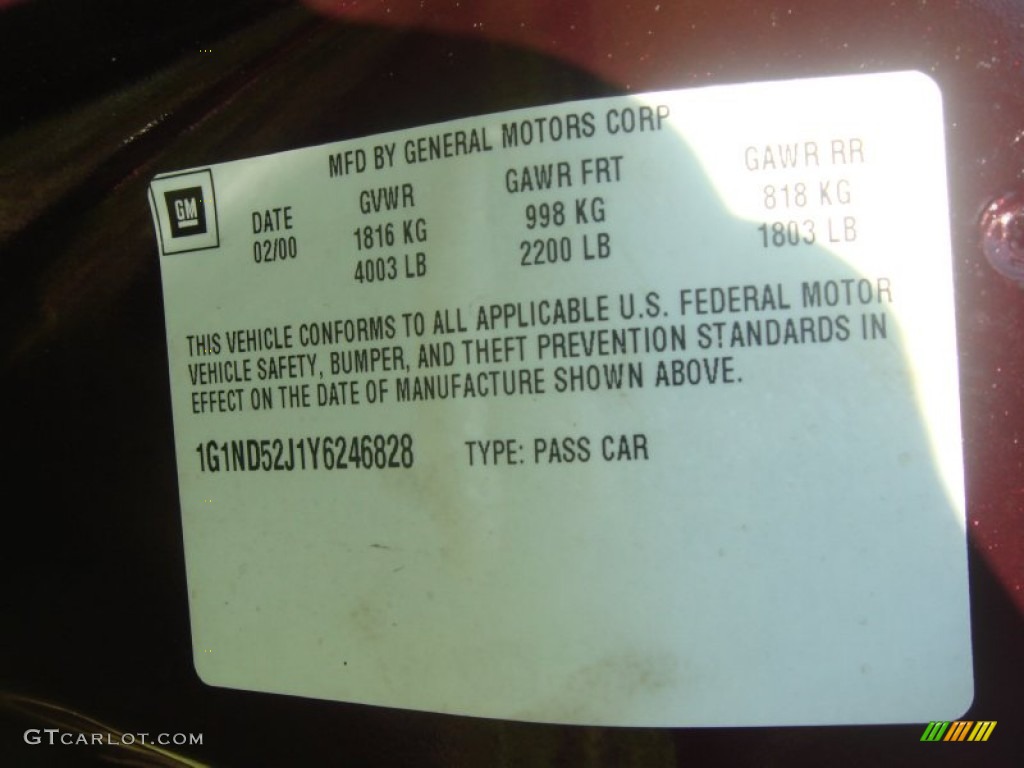 MFD BY GENERAL MOTORS CORP
GM
DATE GVWR GAWR FRT GAWR RR
02/00 1816 KG 998 KG 818 KG
4003 LB 2200 LB 1803 LB
THIS VEHICLE CONFORMS TO ALL APPLICABLE U.S. FEDERAL MOTOR
VEHICLE SAFETY, BUMPER, AND THEFT PREVENTION STANDARDS IN
EFFECT ON THE DATE OF MANUFACTURE SHOWN ABOVE.
1G1ND52J1Y6246828 TYPE: PASS CAR
GTCARLOT.COM